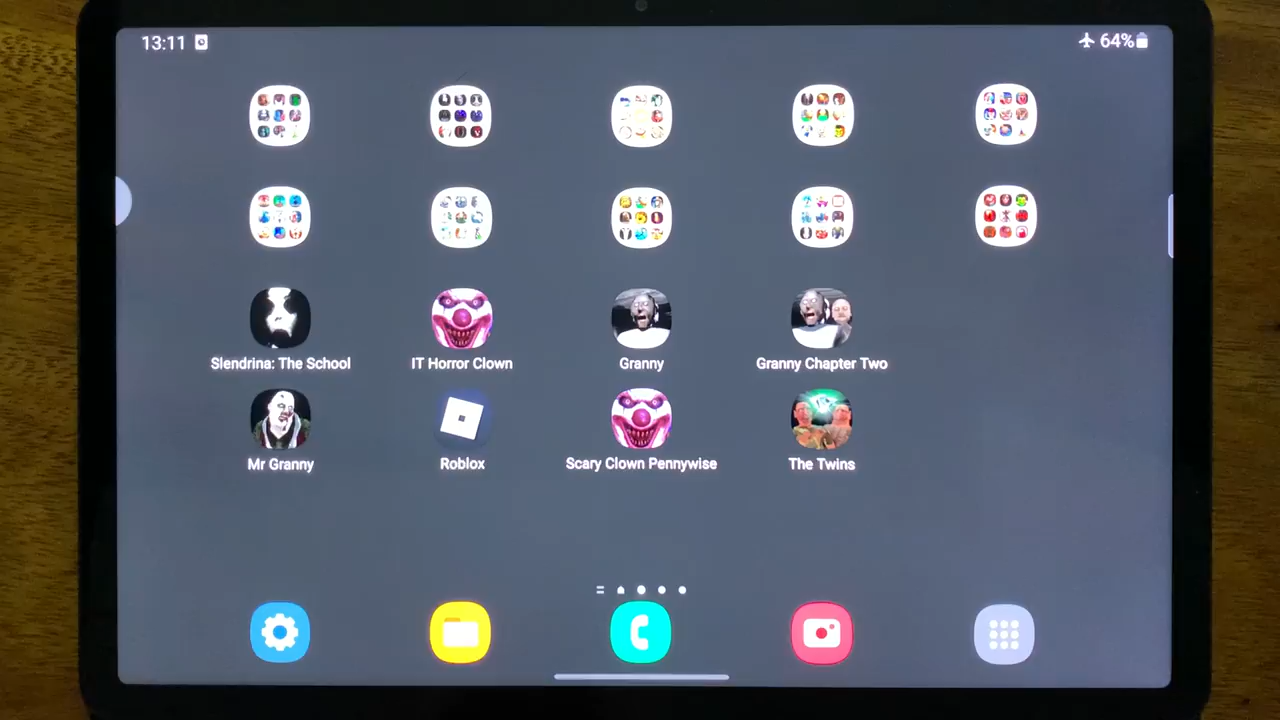 13:11
64%
Slendrina: The School
IT Horror Clown
Granny
Granny Chapter Two
Mr Granny
Roblox
Scary Clown Pennywise
The Twins